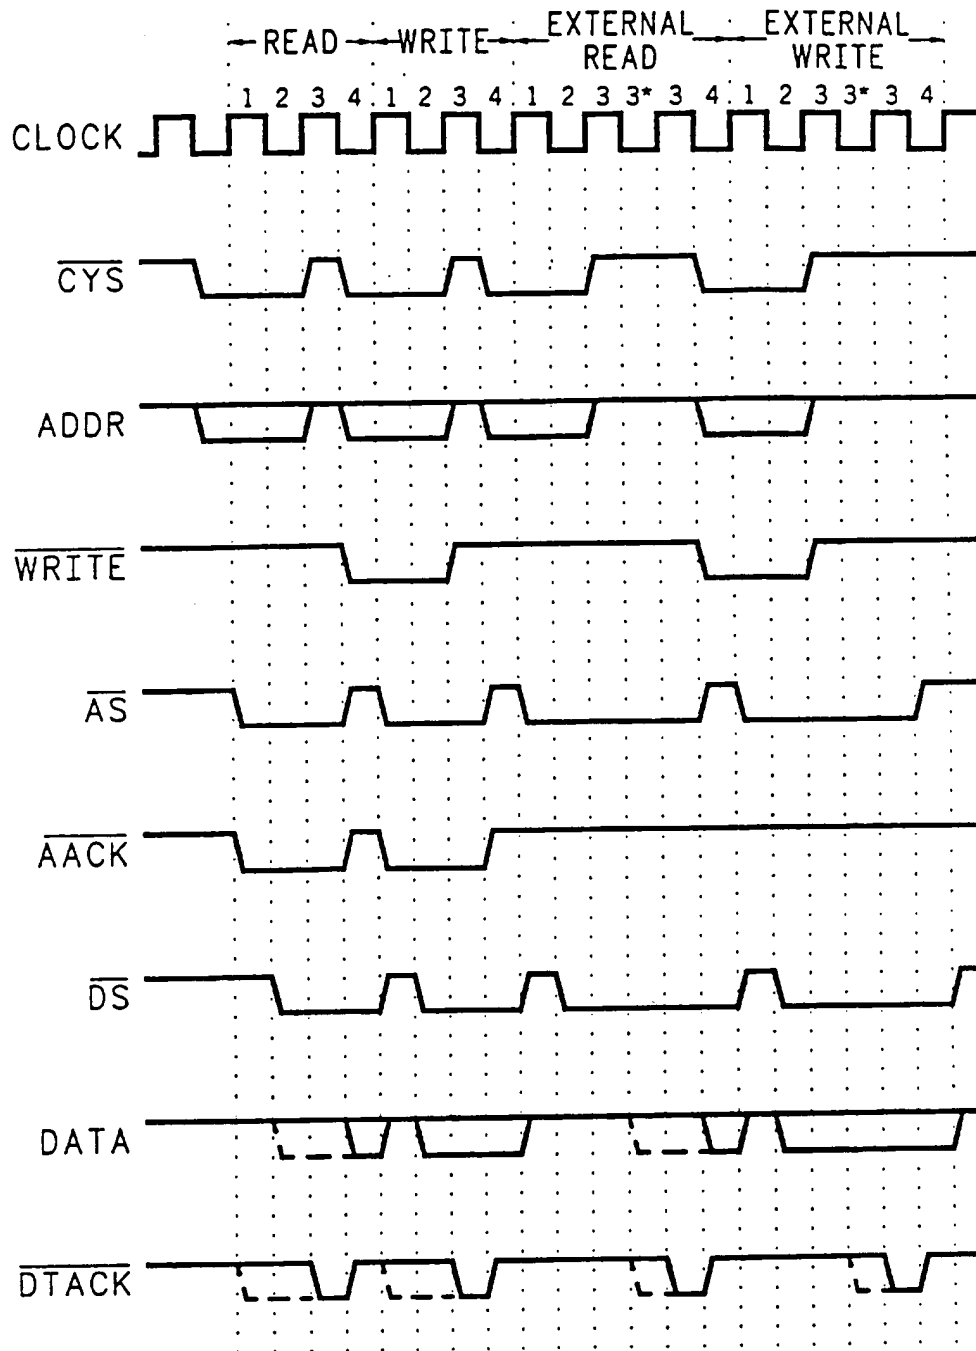 READ WRITE EXTERNAL READ EXTERNAL WRITE
1 2 3 4 1 2 3 4 1 2 3 3* 3 4 1 2 3 3* 3 4
CLOCK
CYS
ADDR
WRITE
AS
AACK
DS
DATA
DTACK